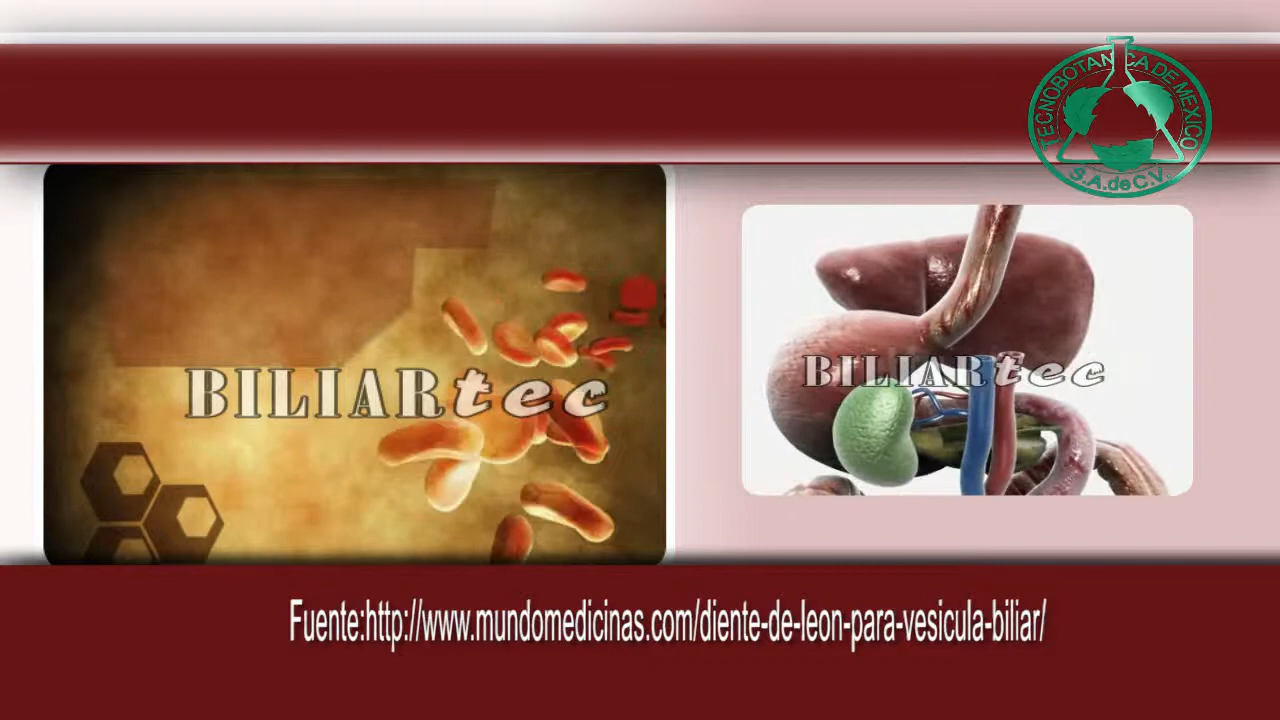 TECNOBOTANICA DE MEXICO
S.A. de C.V.
BILIARtec
BILIARtec
Fuente:http://www.mundomedicinas.com/diente-de-leon-para-vesicula-biliar/